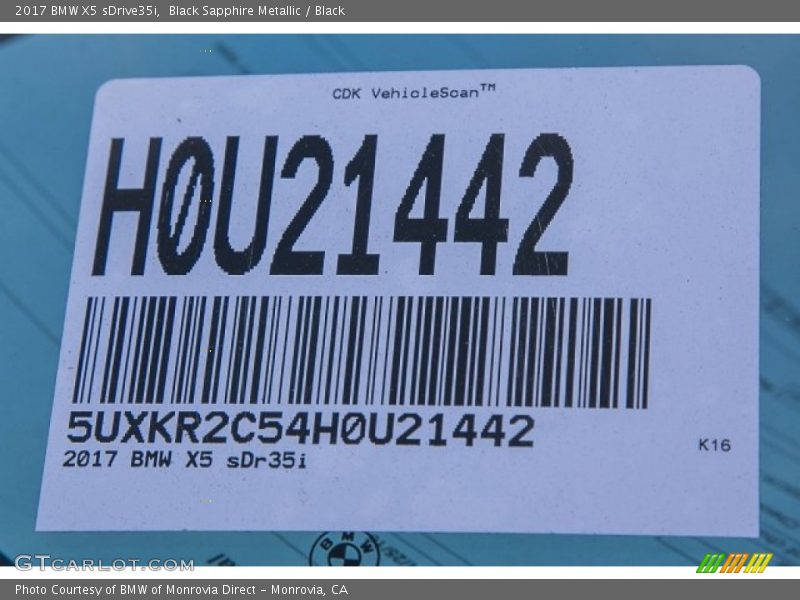 2017 BMW X5 sDrive35i, Black Sapphire Metallic / Black
CDK VehicleScan™
H0U21442
5UXKR2C54H0U21442
2017 BMW X5 sDr35i
K16
BMW
GTCARLOT.COM
Photo Courtesy of BMW of Monrovia Direct - Monrovia, CA